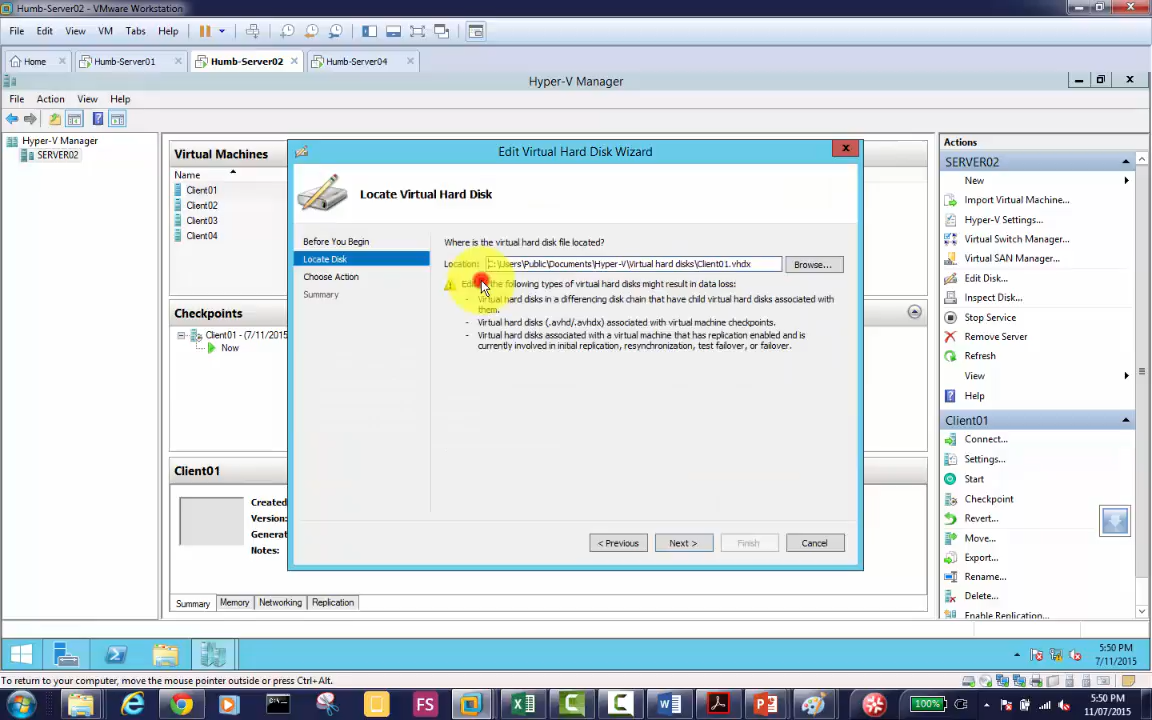 Humb-Server02 - VMware Workstation
File Edit View VM Tabs Help
Home Humb-Server01 Humb-Server02 Humb-Server04
Hyper-V Manager
File Action View Help
Hyper-V Manager
SERVER02
Virtual Machines
Name
Client01
Client02
Client03
Client04
Checkpoints
Client01 - (7/11/2015
Now
Client01
Created
Version:
Generat
Notes:
Summary Memory Networking Replication
Edit Virtual Hard Disk Wizard
Locate Virtual Hard Disk
Before You Begin
Locate Disk
Choose Action
Summary
Where is the virtual hard disk file located?
Location: C:\Users\Public\Documents\Hyper-V\Virtual hard disks\Client01.vhdx Browse...
the following types of virtual hard disks might result in data loss:
- Virtual hard disks in a differencing disk chain that have child virtual hard disks associated with
them.
- Virtual hard disks (.avhd/.avhdx) associated with virtual machine checkpoints.
- Virtual hard disks associated with a virtual machine that has replication enabled and is
currently involved in initial replication, resynchronization, test failover, or failover.
< Previous Next > Finish Cancel
Actions
SERVER02
New
Import Virtual Machine...
Hyper-V Settings...
Virtual Switch Manager...
Virtual SAN Manager...
Edit Disk...
Inspect Disk...
Stop Service
Remove Server
Refresh
View
Help
Client01
Connect...
Settings...
Start
Checkpoint
Revert...
Move...
Export...
Rename...
Delete...
Enable Replication...
5:50 PM
7/11/2015
To return to your computer, move the mouse pointer outside or press Ctrl+Alt.
FS
100%
5:50 PM
11/07/2015